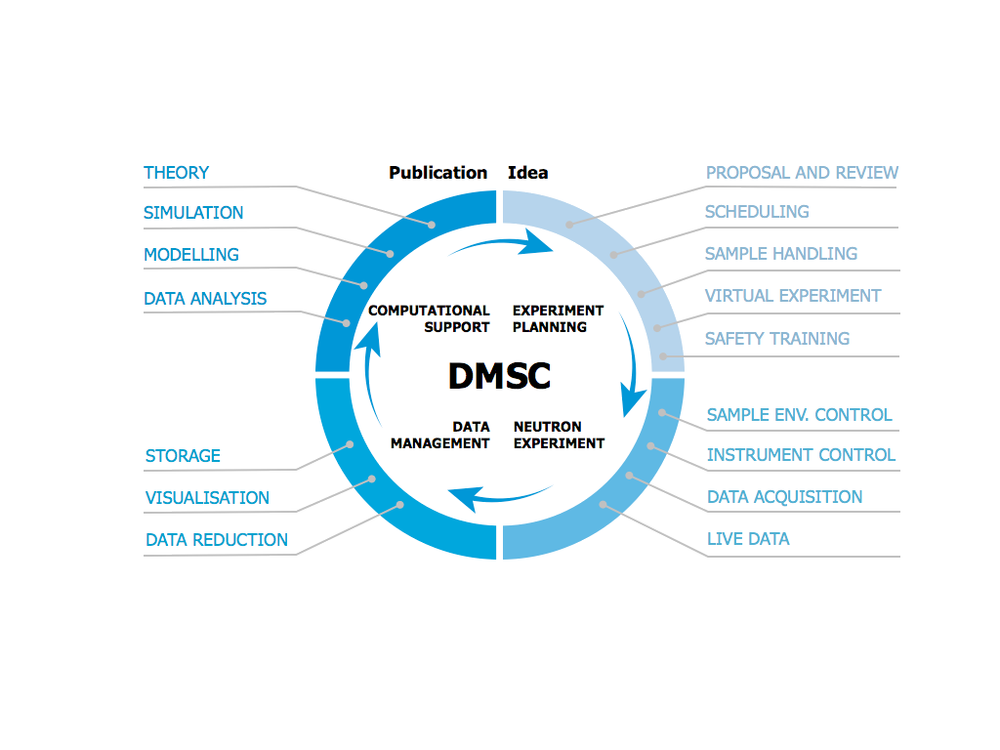 Publication
Idea
THEORY
SIMULATION
MODELLING
DATA ANALYSIS
PROPOSAL AND REVIEW
SCHEDULING
SAMPLE HANDLING
VIRTUAL EXPERIMENT
SAFETY TRAINING
COMPUTATIONAL
SUPPORT
EXPERIMENT
PLANNING
DMSC
DATA
MANAGEMENT
NEUTRON
EXPERIMENT
STORAGE
VISUALISATION
DATA REDUCTION
SAMPLE ENV. CONTROL
INSTRUMENT CONTROL
DATA ACQUISITION
LIVE DATA